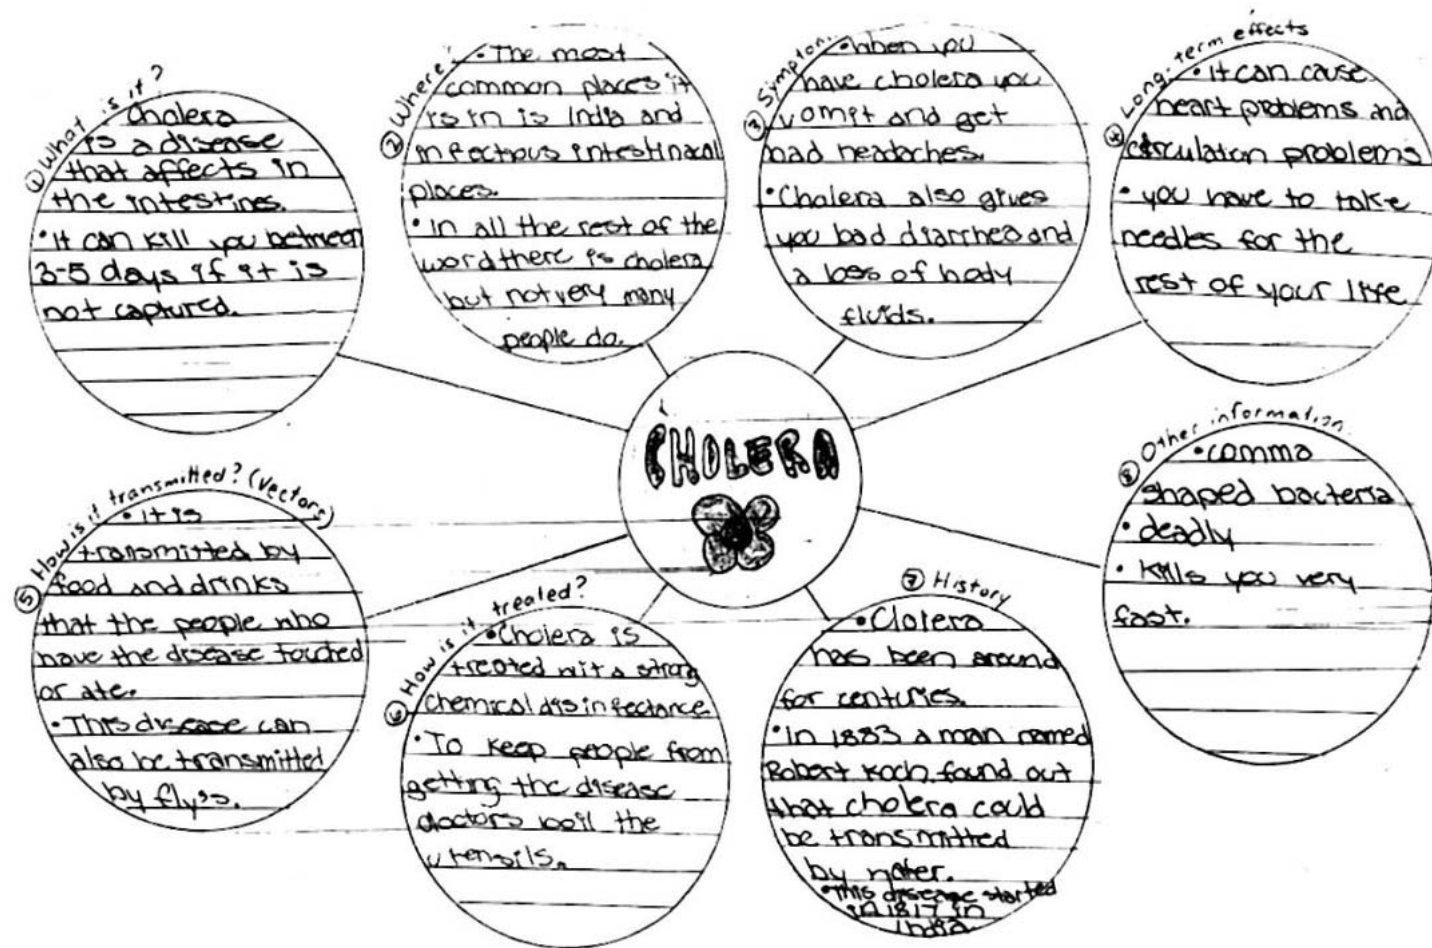 ① What is it?
Cholera
is a disease
that affects in
the intestines.
• It can kill you between
3-5 days if it is
not captured.
② Where?
• The most
common places it
is in is India and
infectious intestinacal
places.
• In all the rest of the
word there is cholera
but not very many
people do.
③ Symptom
• When you
have cholera you
vomit and get
bad headaches.
• Cholera also gives
you bad diarrhea and
a loss of body
fluids.
④ Long-term effects
• It can cause
heart problems and
circulation problems
• you have to take
needles for the
rest of your life
CHOLERA
⑤ How is it transmitted? (Vectors)
• It is
transmitted by
food and drinks
that the people who
have the disease touched
or ate.
• This disease can
also be transmitted
by fly's.
⑥ How is it treated?
• Cholera is
treated wit a strong
chemical disinfectance
• To keep people from
getting the disease
doctors boil the
utensils.
⑦ History
• Clolera
has been around
for centuries.
• In 1883 a man named
Robert Koch found out
that cholera could
be transmitted
by water.
• This disease started
in 1817 in
India.
⑧ Other information.
• comma
shaped bacteria
• deadly
• Kills you very
fast.